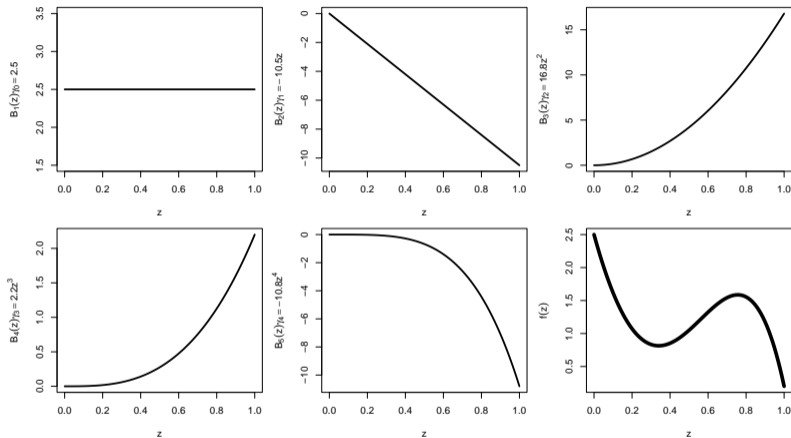 B₁(z)γ₀ = 2.5
3.5
3.0
2.5
2.0
1.5
0.0 0.2 0.4 0.6 0.8 1.0
z
B₂(z)γ₁ = − 10.5z
0
−2
−4
−6
−8
−10
0.0 0.2 0.4 0.6 0.8 1.0
z
B₃(z)γ₂ = 16.8z²
15
10
5
0
0.0 0.2 0.4 0.6 0.8 1.0
z
B₄(z)γ₃ = 2.2z³
2.0
1.5
1.0
0.5
0.0
0.0 0.2 0.4 0.6 0.8 1.0
z
B₅(z)γ₄ = −10.8z⁴
0
−2
−4
−6
−8
−10
0.0 0.2 0.4 0.6 0.8 1.0
z
f(z)
2.5
2.0
1.5
1.0
0.5
0.0 0.2 0.4 0.6 0.8 1.0
z